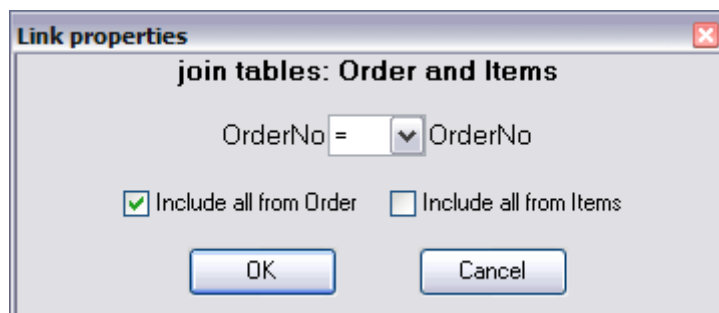 Link properties
join tables: Order and Items
OrderNo = OrderNo
Include all from Order Include all from Items
OK Cancel